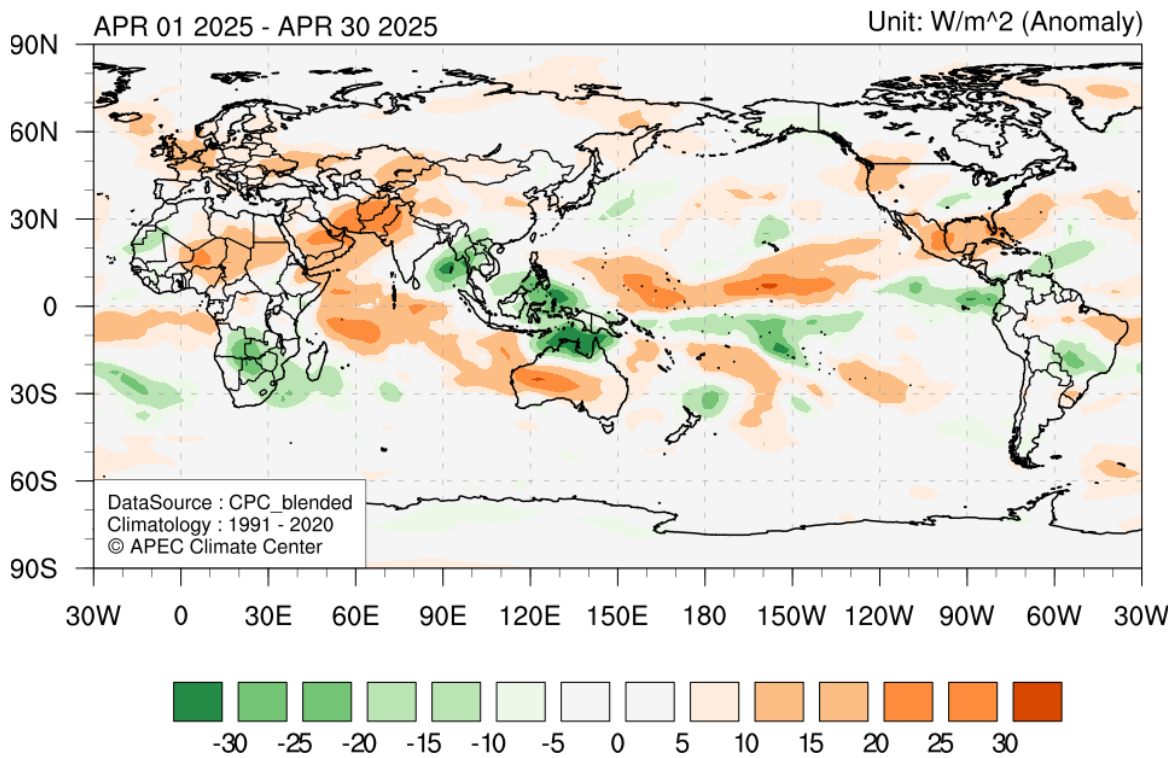 APR 01 2025 - APR 30 2025
Unit: W/m^2 (Anomaly)
90N
60N
30N
0
30S
60S
90S
DataSource : CPC_blended
Climatology : 1991 - 2020
© APEC Climate Center
30W 0 30E 60E 90E 120E 150E 180 150W 120W 90W 60W 30W
-30 -25 -20 -15 -10 -5 0 5 10 15 20 25 30